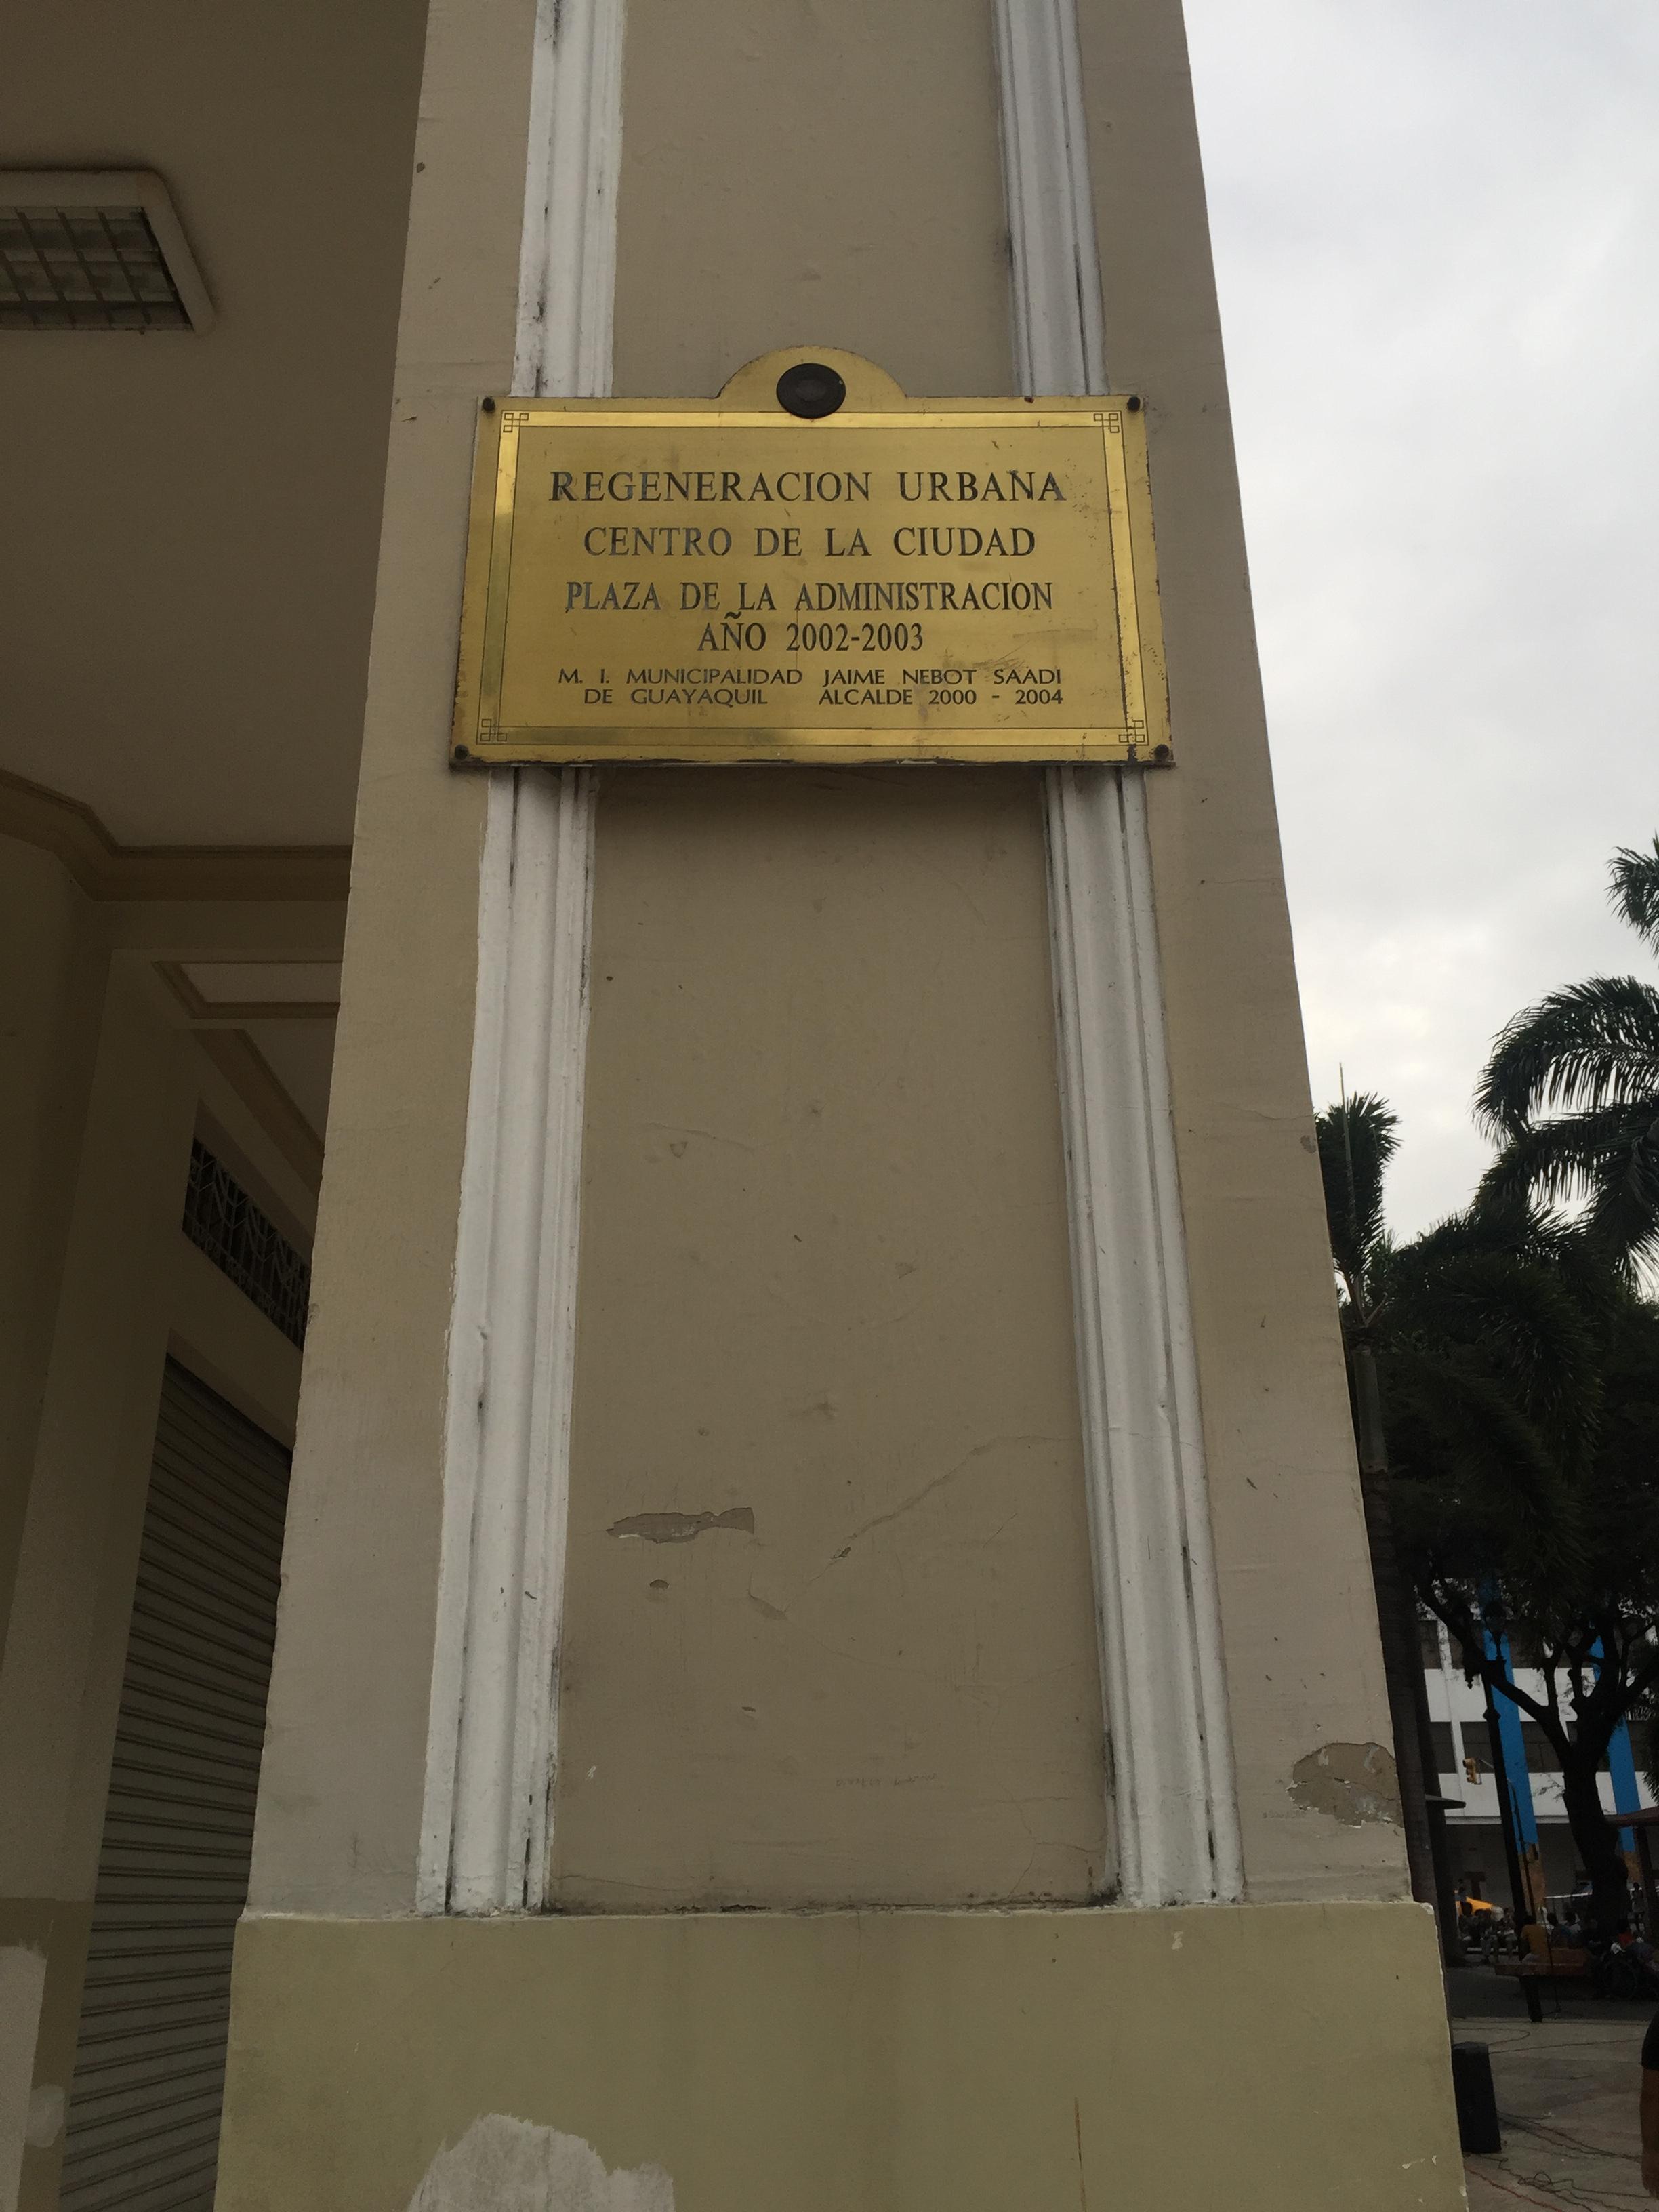 REGENERACION URBANA
CENTRO DE LA CIUDAD
PLAZA DE LA ADMINISTRACION
AÑO 2002-2003
M. I. MUNICIPALIDAD JAIME NEBOT SAADI
DE GUAYAQUIL ALCALDE 2000 - 2004